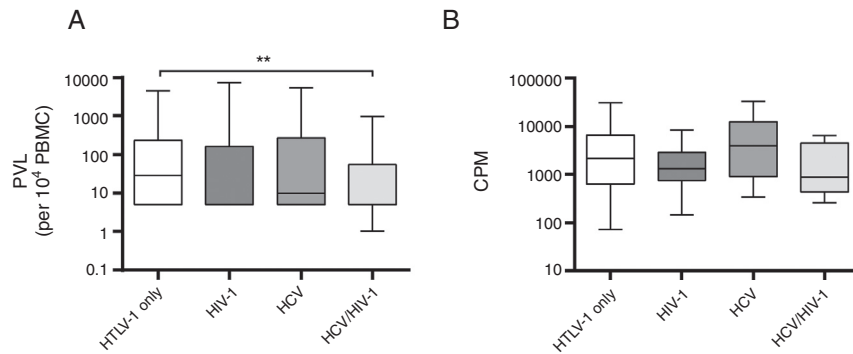 A
**
10000
1000
100
10
1
0.1
PVL
(per 10⁴ PBMC)
HTLV-1 only
HIV-1
HCV
HCV/HIV-1
B
100000
10000
1000
100
10
CPM
HTLV-1 only
HIV-1
HCV
HCV/HIV-1